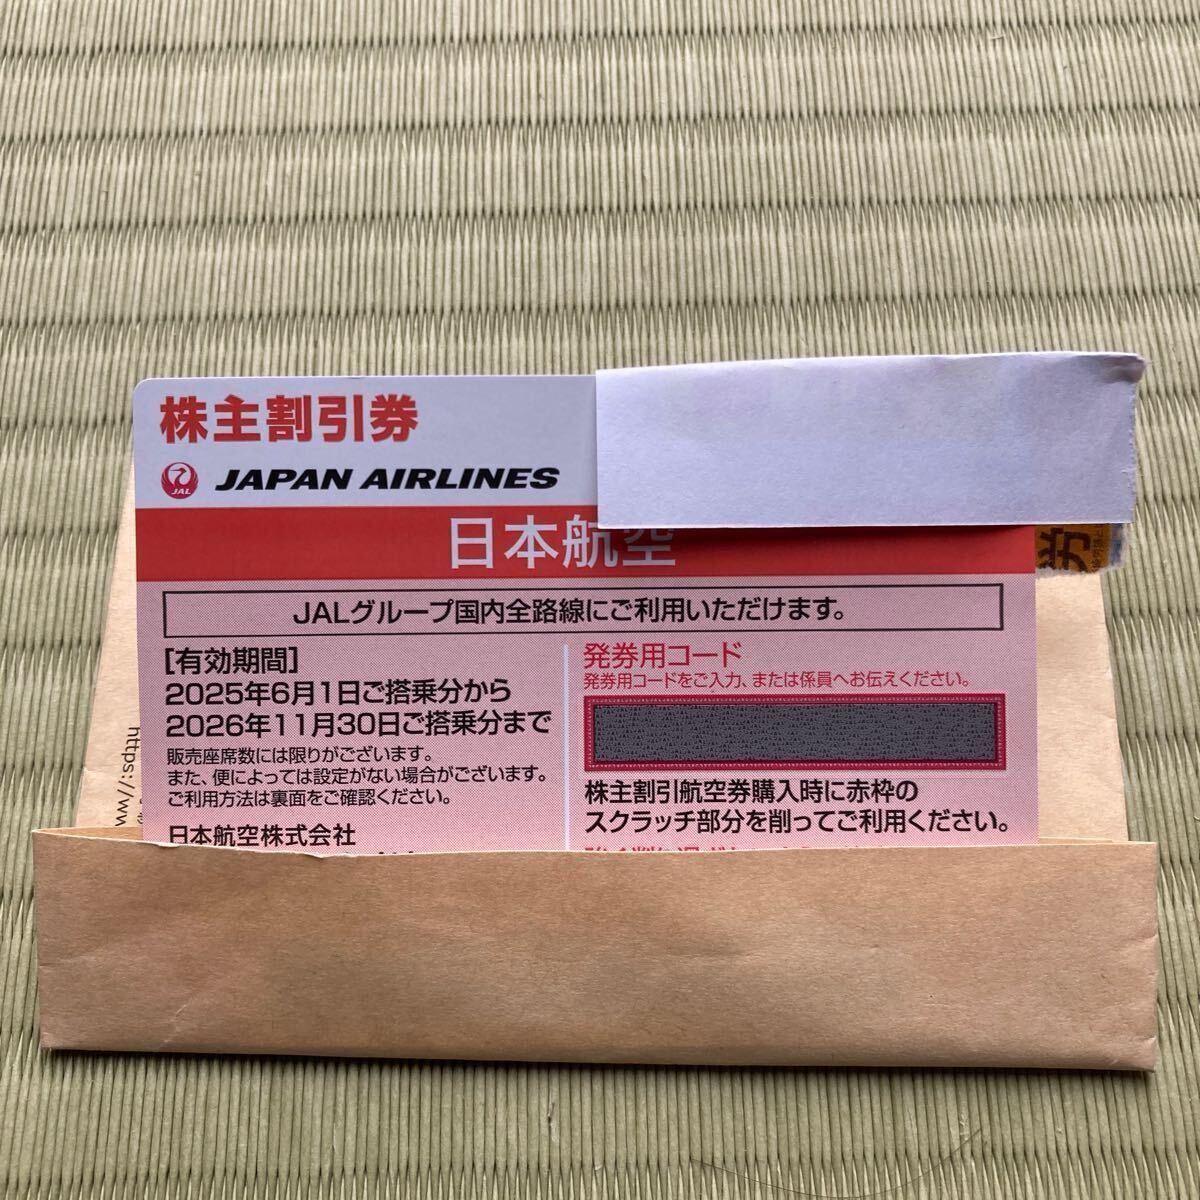 株主割引券
JAL JAPAN AIRLINES
日本航空
JALグループ国内全路線にご利用いただけます。
[有効期間]
2025年6月1日ご搭乗分から
2026年11月30日ご搭乗分まで
販売座席数には限りがございます。
また、便によっては設定がない場合がございます。
ご利用方法は裏面をご確認ください。
日本航空株式会社
発券用コード
発券用コードをご入力、または係員へお伝えください。
株主割引航空券購入時に赤枠の
スクラッチ部分を削ってご利用ください。
労
https://ww